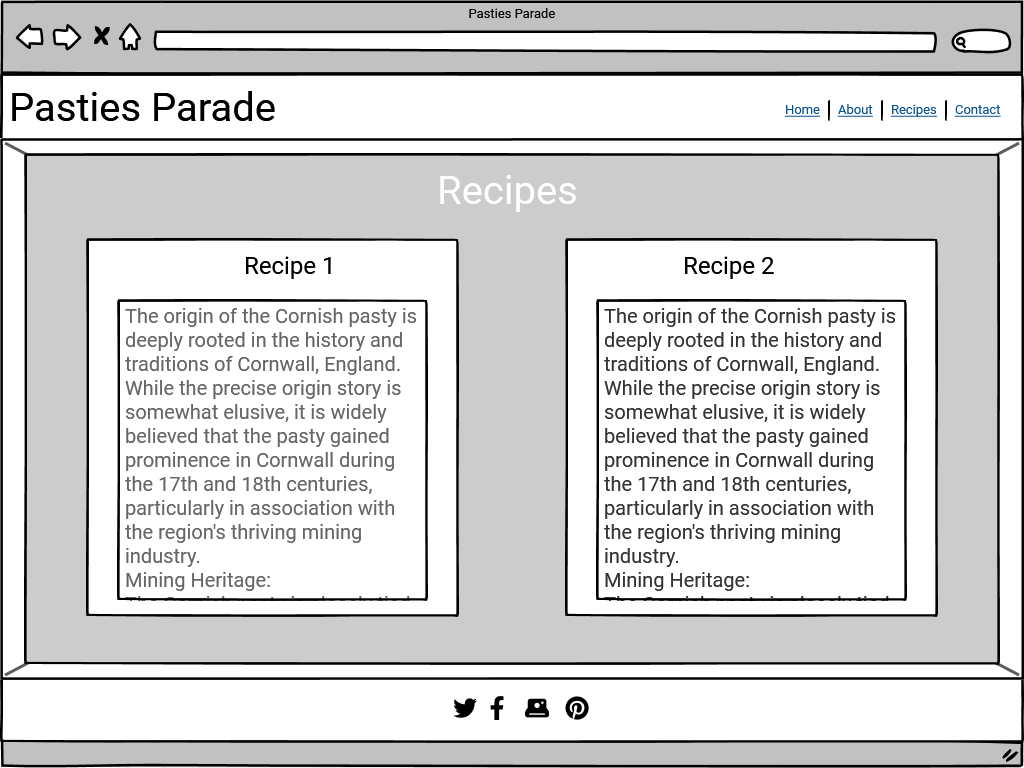 Pasties Parade
Pasties Parade
Home About Recipes Contact
Recipes
Recipe 1
The origin of the Cornish pasty is
deeply rooted in the history and
traditions of Cornwall, England.
While the precise origin story is
somewhat elusive, it is widely
believed that the pasty gained
prominence in Cornwall during
the 17th and 18th centuries,
particularly in association with
the region's thriving mining
industry.
Mining Heritage:
Recipe 2
The origin of the Cornish pasty is
deeply rooted in the history and
traditions of Cornwall, England.
While the precise origin story is
somewhat elusive, it is widely
believed that the pasty gained
prominence in Cornwall during
the 17th and 18th centuries,
particularly in association with
the region's thriving mining
industry.
Mining Heritage: